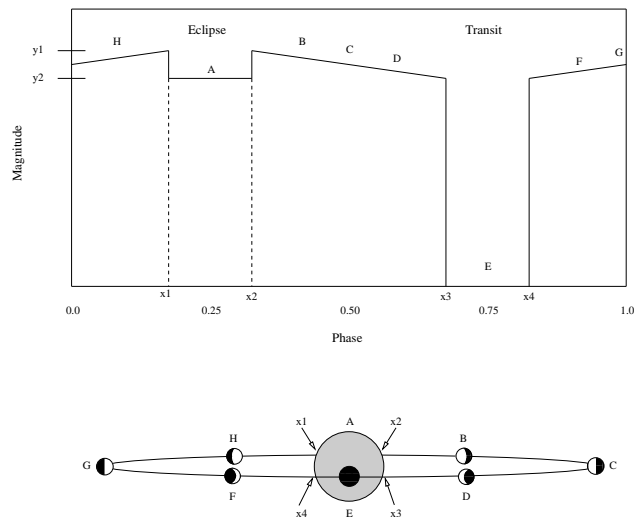 Eclipse Transit
H B G
y1 C
D F
A
y2
Magnitude
E
x1 x2 x3 x4
0.0 0.25 0.50 0.75 1.0
Phase
x1 A x2
H B
G C
F D
x4 E x3